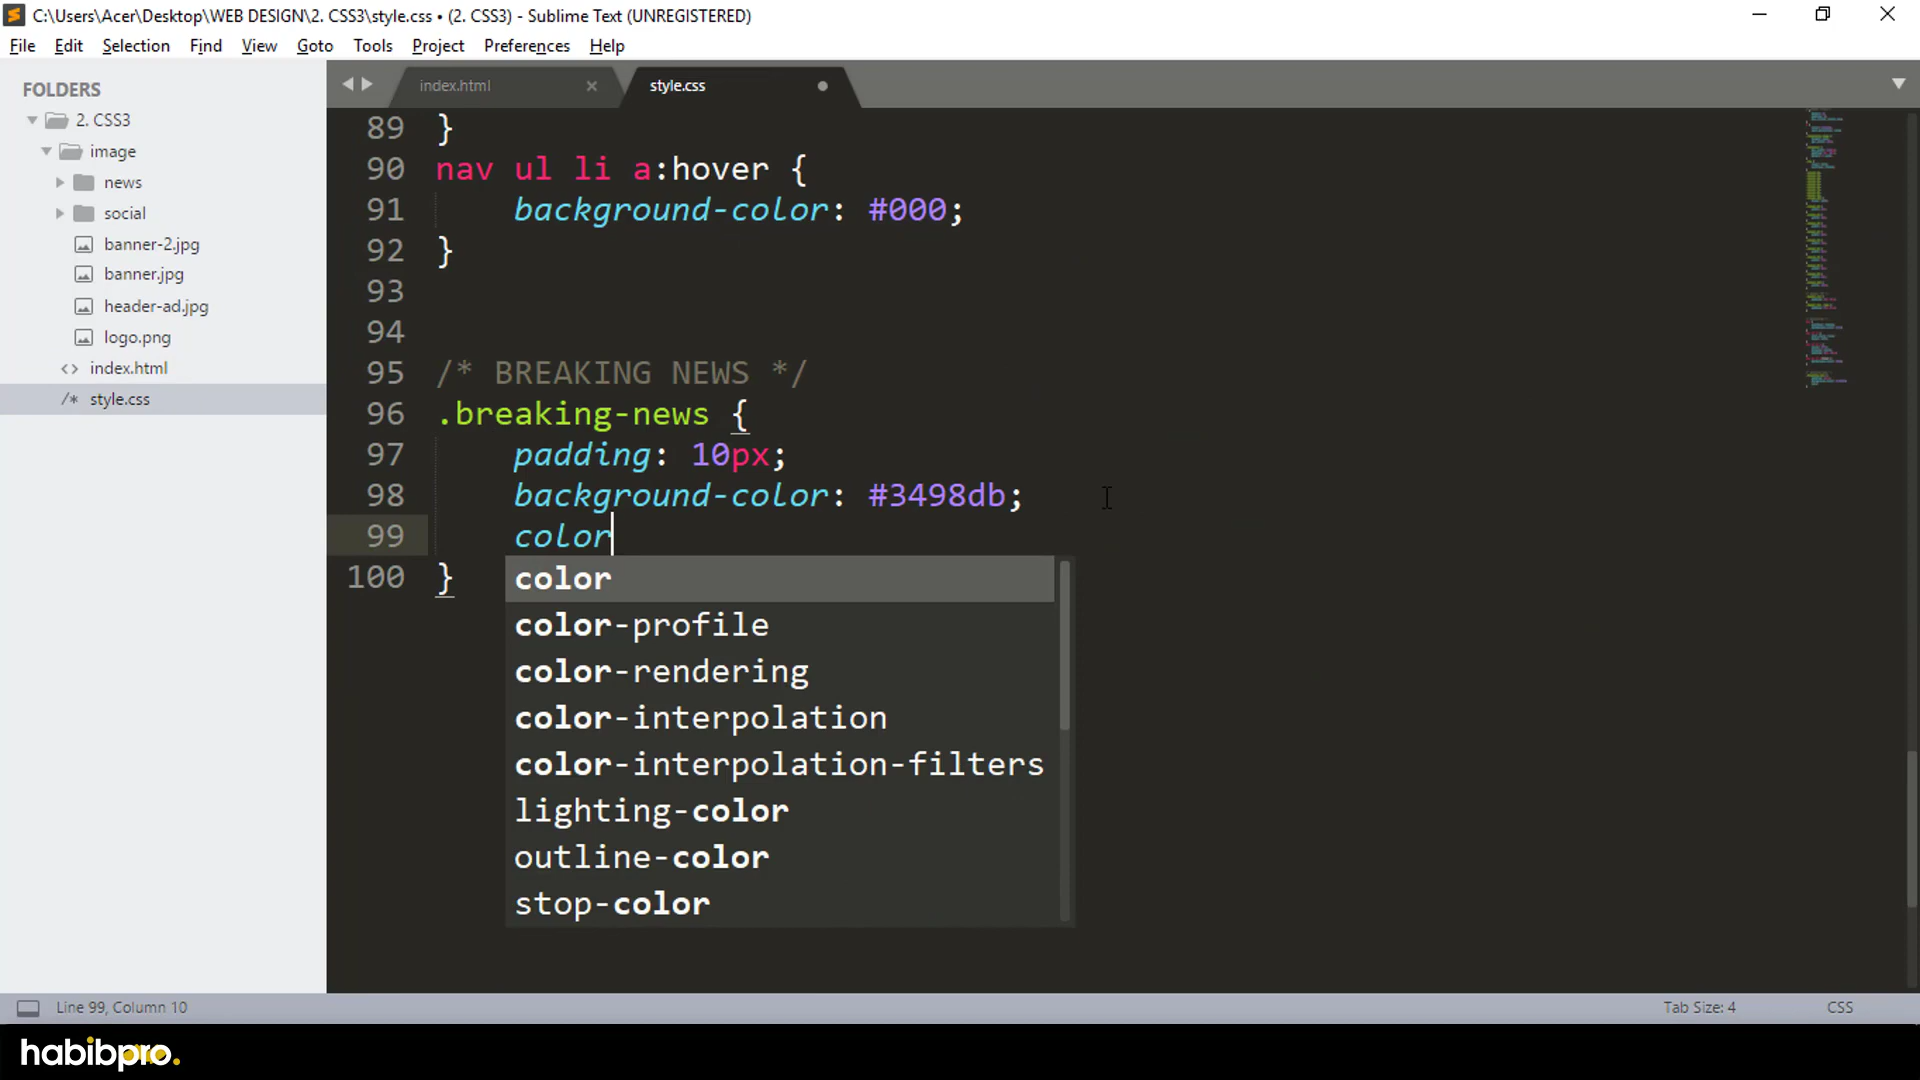 C:\Users\Acer\Desktop\WEB DESIGN\2. CSS3\style.css • (2. CSS3) - Sublime Text (UNREGISTERED)
File Edit Selection Find View Goto Tools Project Preferences Help
FOLDERS
2. CSS3
image
news
social
banner-2.jpg
banner.jpg
header-ad.jpg
logo.png
<> index.html
/* style.css
index.html × style.css
89 }
90 nav ul li a:hover {
91 background-color: #000;
92 }
93
94
95 /* BREAKING NEWS */
96 .breaking-news {
97 padding: 10px;
98 background-color: #3498db;
99 color
100 }
color
color-profile
color-rendering
color-interpolation
color-interpolation-filters
lighting-color
outline-color
stop-color
Line 99, Column 10
Tab Size: 4
CSS
habibpro.